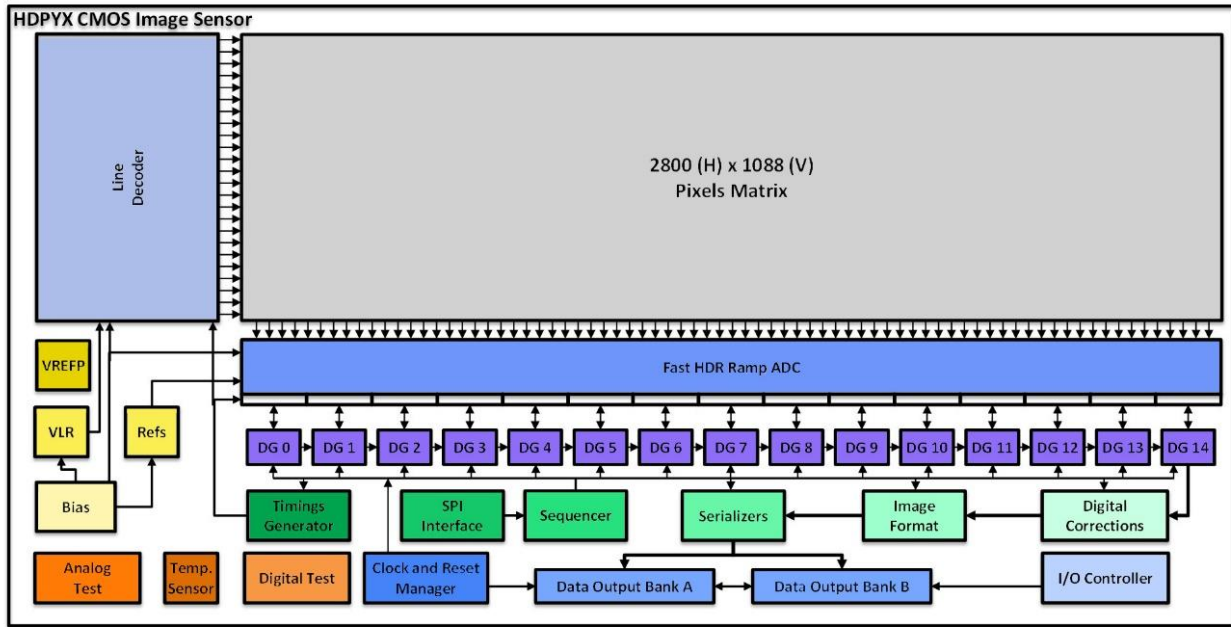 HDPYX CMOS Image Sensor
Line
Decoder
2800 (H) x 1088 (V)
Pixels Matrix
VREFP
Fast HDR Ramp ADC
VLR
Refs
DG 0
DG 1
DG 2
DG 3
DG 4
DG 5
DG 6
DG 7
DG 8
DG 9
DG 10
DG 11
DG 12
DG 13
DG 14
Bias
Timings
Generator
SPI
Interface
Sequencer
Serializers
Image
Format
Digital
Corrections
Analog
Test
Temp.
Sensor
Digital Test
Clock and Reset
Manager
Data Output Bank A
Data Output Bank B
I/O Controller